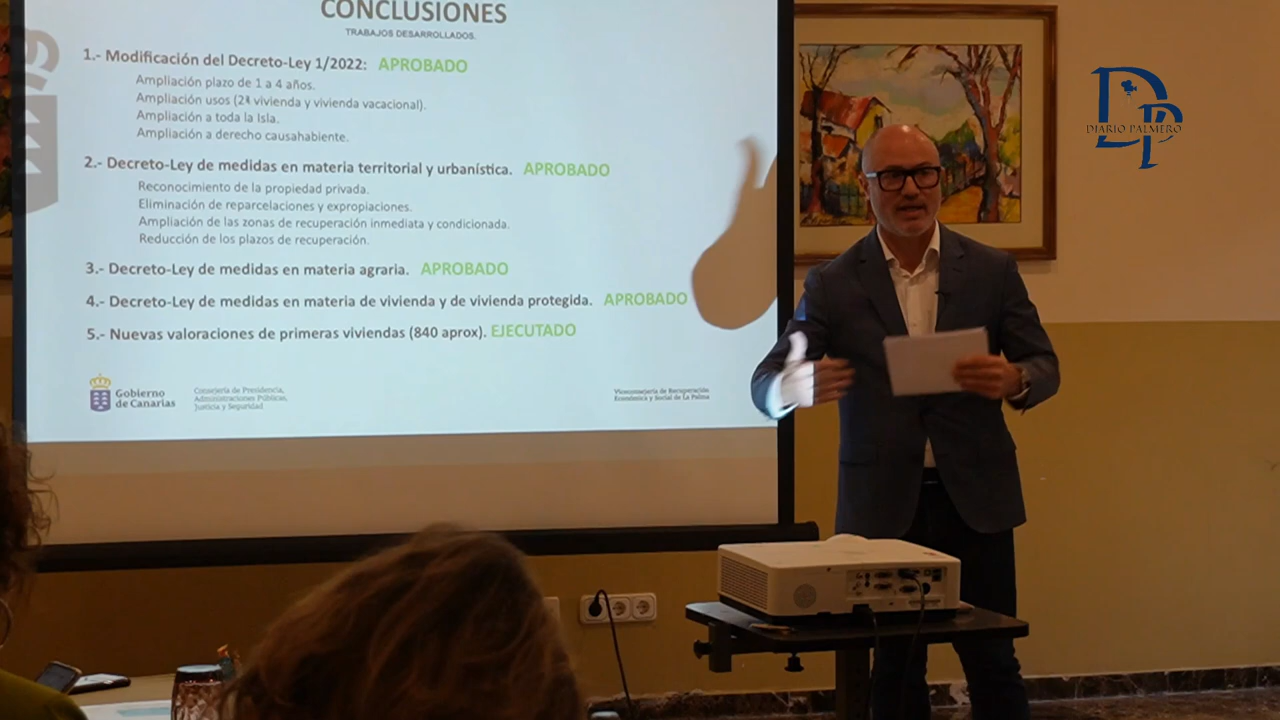 CONCLUSIONES
TRABAJOS DESARROLLADOS.
1.- Modificación del Decreto-Ley 1/2022: APROBADO
Ampliación plazo de 1 a 4 años.
Ampliación usos (2ª vivienda y vivienda vacacional).
Ampliación a toda la Isla.
Ampliación a derecho causahabiente.
2.- Decreto-Ley de medidas en materia territorial y urbanística. APROBADO
Reconocimiento de la propiedad privada.
Eliminación de reparcelaciones y expropiaciones.
Ampliación de las zonas de recuperación inmediata y condicionada.
Reducción de los plazos de recuperación.
3.- Decreto-Ley de medidas en materia agraria. APROBADO
4.- Decreto-Ley de medidas en materia de vivienda y de vivienda protegida. APROBADO
5.- Nuevas valoraciones de primeras viviendas (840 aprox). EJECUTADO
Gobierno
de Canarias
Consejería de Presidencia,
Administraciones Públicas,
Justicia y Seguridad
Viceconsejería de Recuperación
Económica y Social de La Palma
DP
DIARIO PALMERO